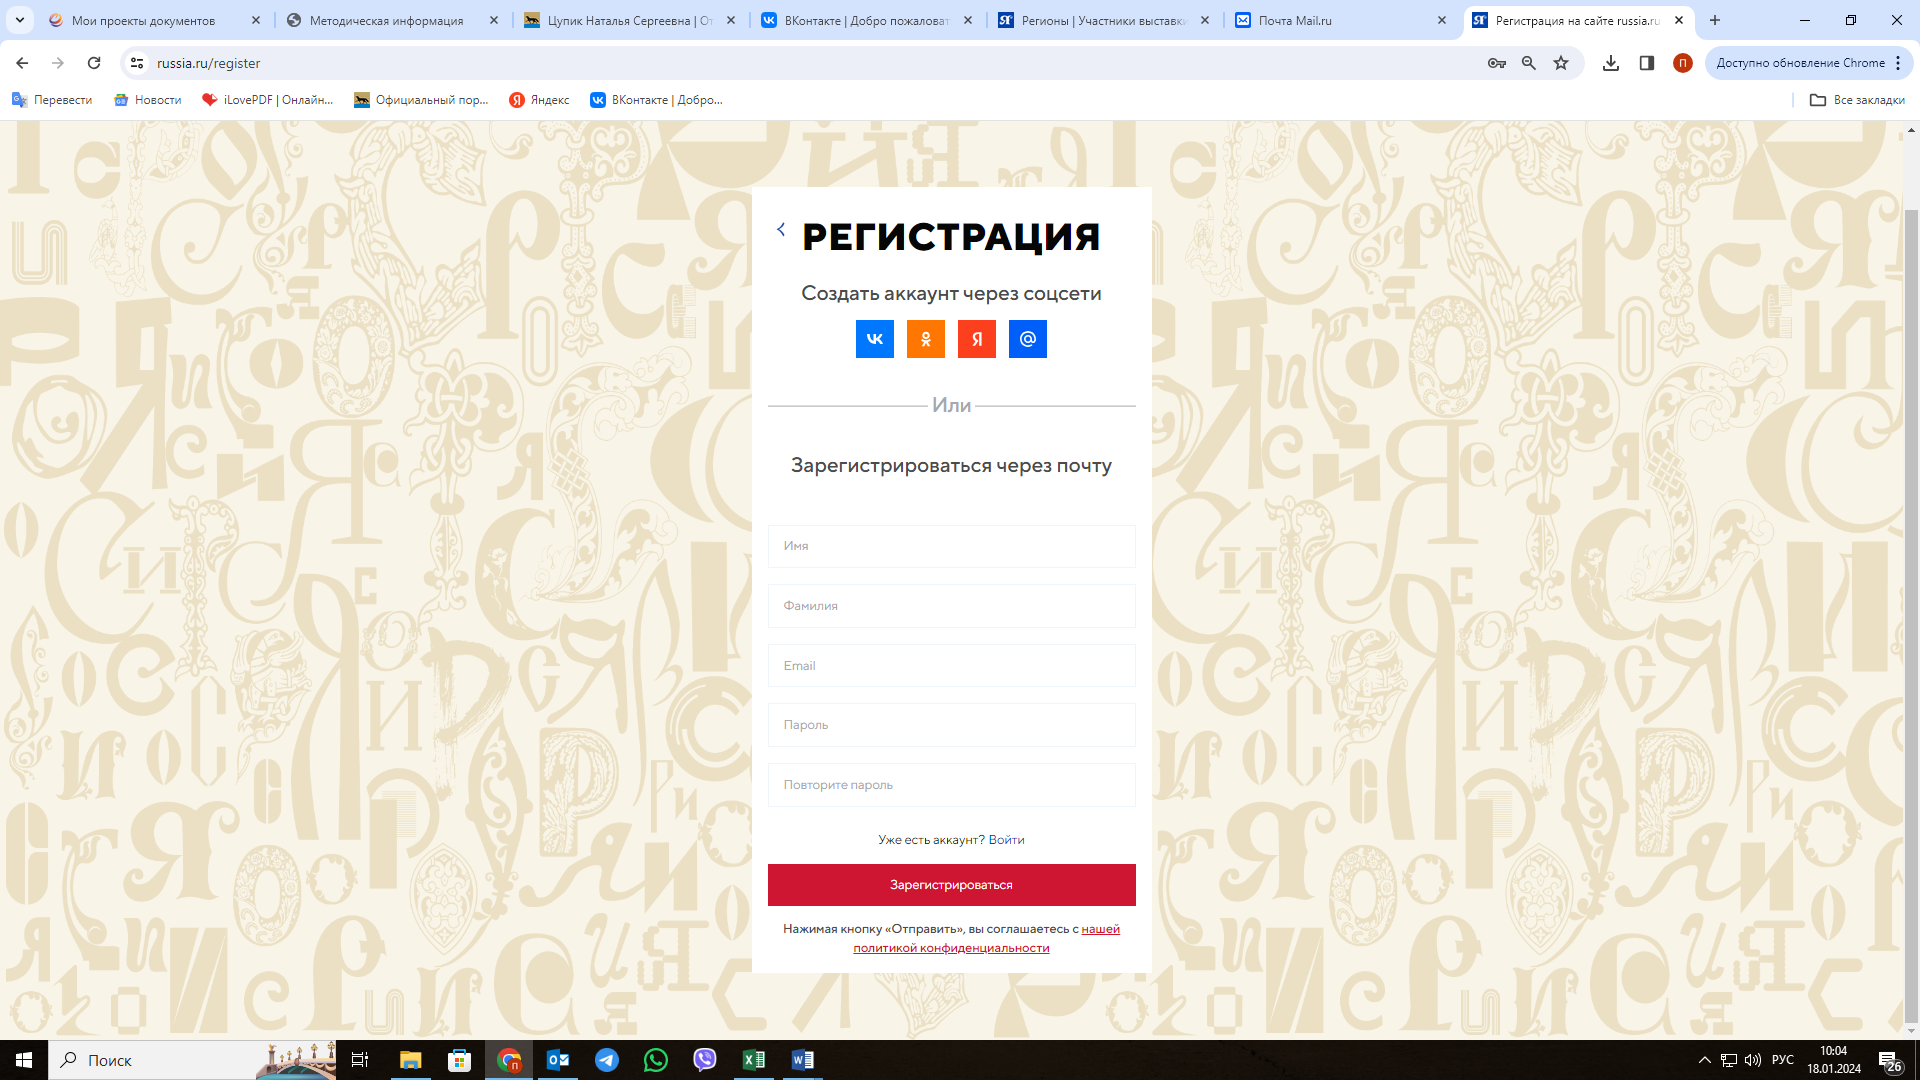 Мои проекты документов
Методическая информация
Цупик Наталья Сергеевна | От
ВКонтакте | Добро пожаловат
Регионы | Участники выставки
Почта Mail.ru
Регистрация на сайте russia.ru
russia.ru/register
П
Доступно обновление Chrome
Перевести
Новости
iLovePDF | Онлайн...
Официальный пор...
Яндекс
ВКонтакте | Добро...
Все закладки
РЕГИСТРАЦИЯ
Создать аккаунт через соцсети
Или
Зарегистрироваться через почту
Имя
Фамилия
Email
Пароль
Повторите пароль
Уже есть аккаунт? Войти
Зарегистрироваться
Нажимая кнопку «Отправить», вы соглашаетесь с нашей
политикой конфиденциальности
Поиск
РУС
10:04
18.01.2024
26